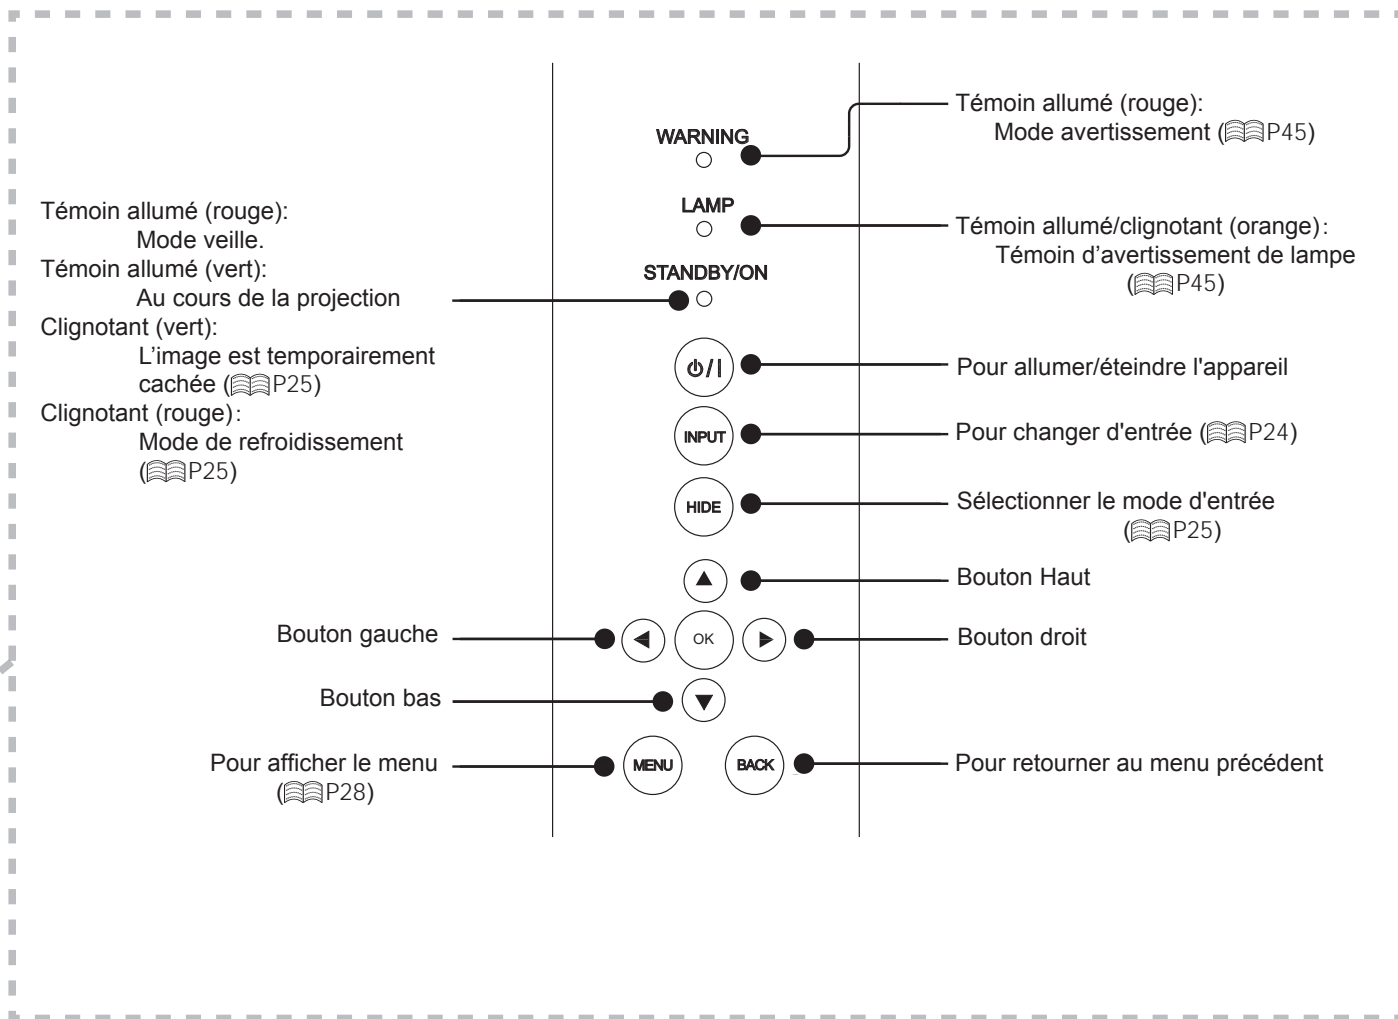 Témoin allumé (rouge):
Mode veille.
Témoin allumé (vert):
Au cours de la projection
Clignotant (vert):
L’image est temporairement
cachée (P25)
Clignotant (rouge):
Mode de refroidissement
(P25)
Bouton gauche
Bouton bas
Pour afficher le menu
(P28)
WARNING
LAMP
STANDBY/ON
⏻/I
INPUT
HIDE
OK
MENU
BACK
Témoin allumé (rouge):
Mode avertissement (P45)
Témoin allumé/clignotant (orange):
Témoin d’avertissement de lampe
(P45)
Pour allumer/éteindre l'appareil
Pour changer d'entrée (P24)
Sélectionner le mode d'entrée
(P25)
Bouton Haut
Bouton droit
Pour retourner au menu précédent